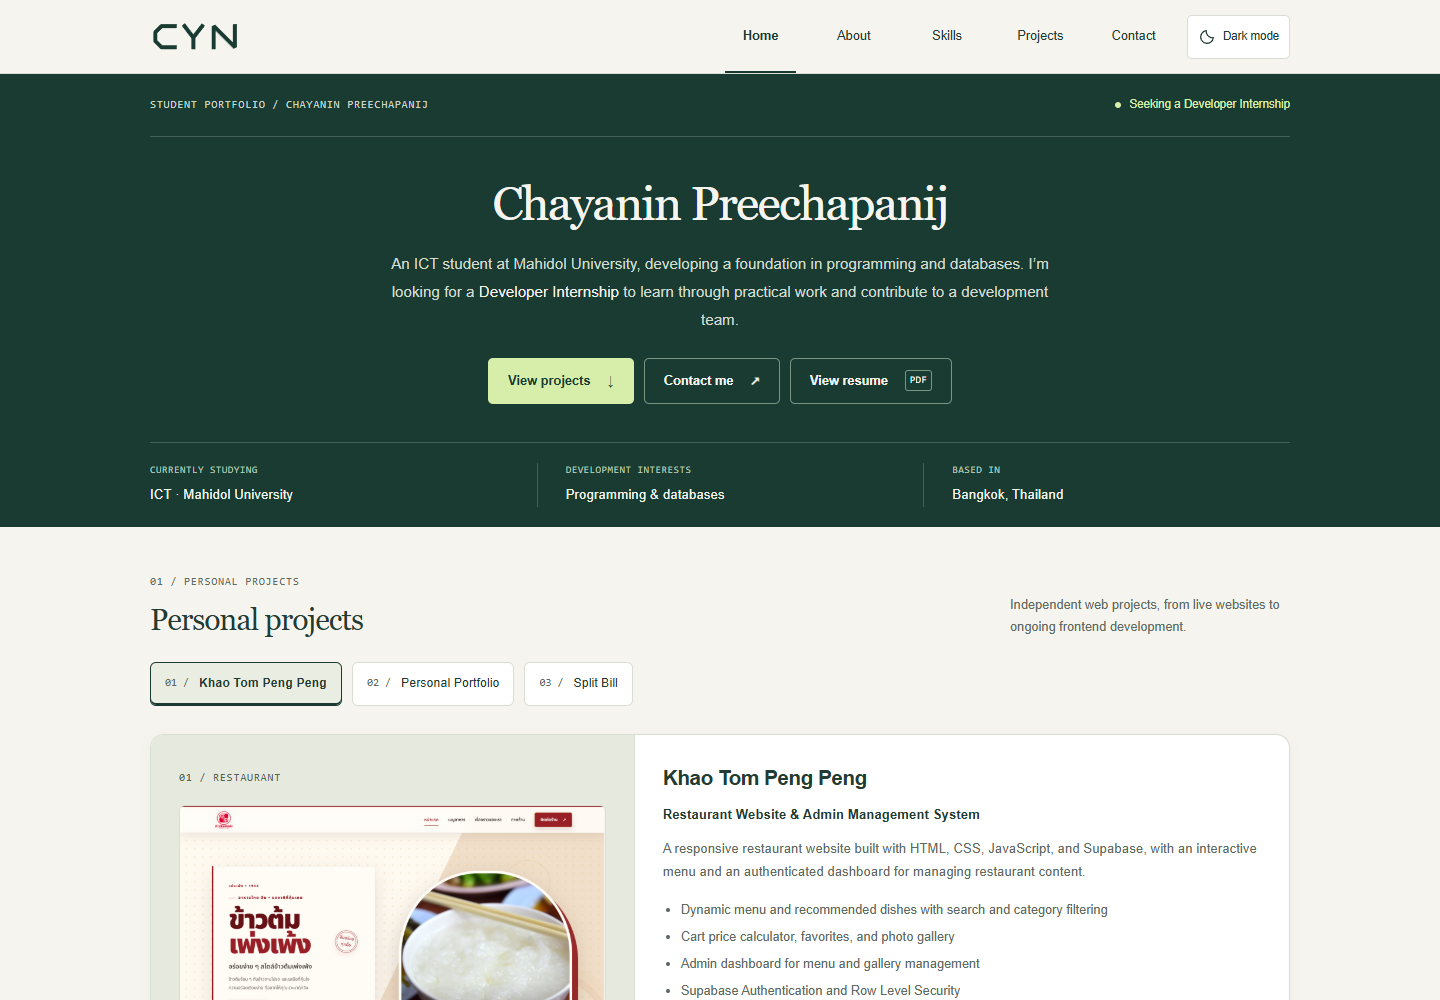 CYN
Home
About
Skills
Projects
Contact
Dark mode
STUDENT PORTFOLIO / CHAYANIN PREECHAPANIJ
Seeking a Developer Internship
Chayanin Preechapanij
An ICT student at Mahidol University, developing a foundation in programming and databases. I’m
looking for a Developer Internship to learn through practical work and contribute to a development
team.
View projects ↓
Contact me ↗
View resume PDF
CURRENTLY STUDYING
ICT · Mahidol University
DEVELOPMENT INTERESTS
Programming & databases
BASED IN
Bangkok, Thailand
01 / PERSONAL PROJECTS
Personal projects
Independent web projects, from live websites to
ongoing frontend development.
01 / Khao Tom Peng Peng
02 / Personal Portfolio
03 / Split Bill
01 / RESTAURANT
ข้าวต้ม
เพ่งเพ้ง
Khao Tom Peng Peng
Restaurant Website & Admin Management System
A responsive restaurant website built with HTML, CSS, JavaScript, and Supabase, with an interactive
menu and an authenticated dashboard for managing restaurant content.
Dynamic menu and recommended dishes with search and category filtering
Cart price calculator, favorites, and photo gallery
Admin dashboard for menu and gallery management
Supabase Authentication and Row Level Security